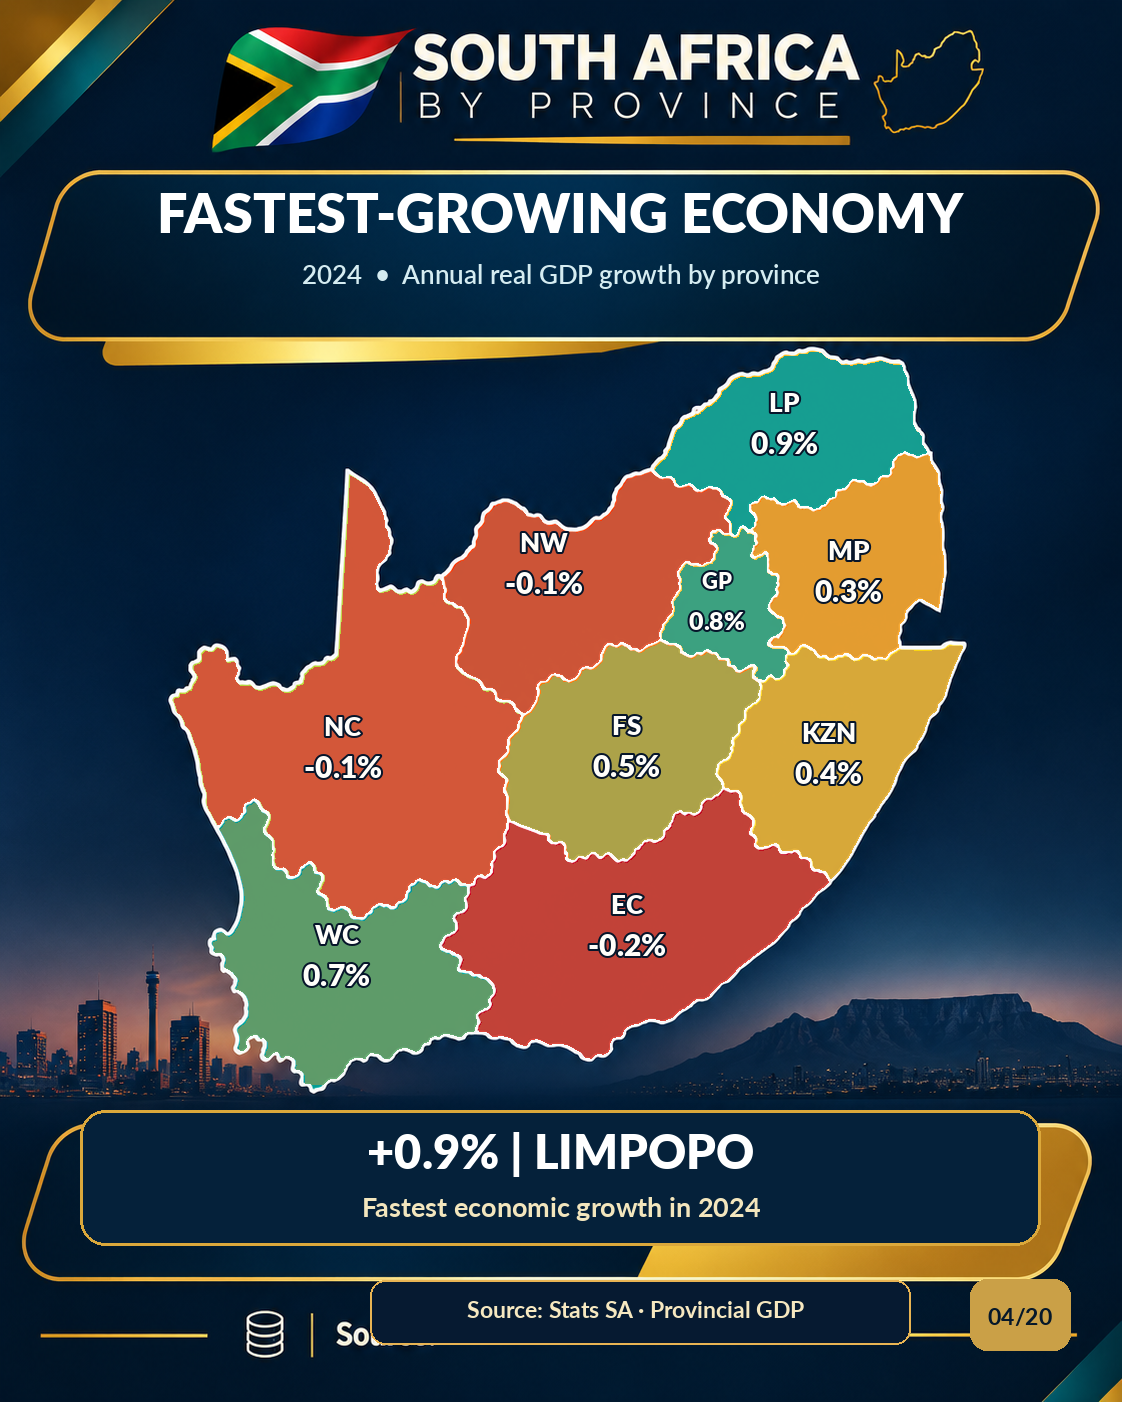 SOUTH AFRICA
BY PROVINCE
FASTEST-GROWING ECONOMY
2024 • Annual real GDP growth by province
LP
0.9%
NW
-0.1%
GP
0.8%
MP
0.3%
NC
-0.1%
FS
0.5%
KZN
0.4%
WC
0.7%
EC
-0.2%
+0.9% | LIMPOPO
Fastest economic growth in 2024
Source: Stats SA · Provincial GDP
04/20